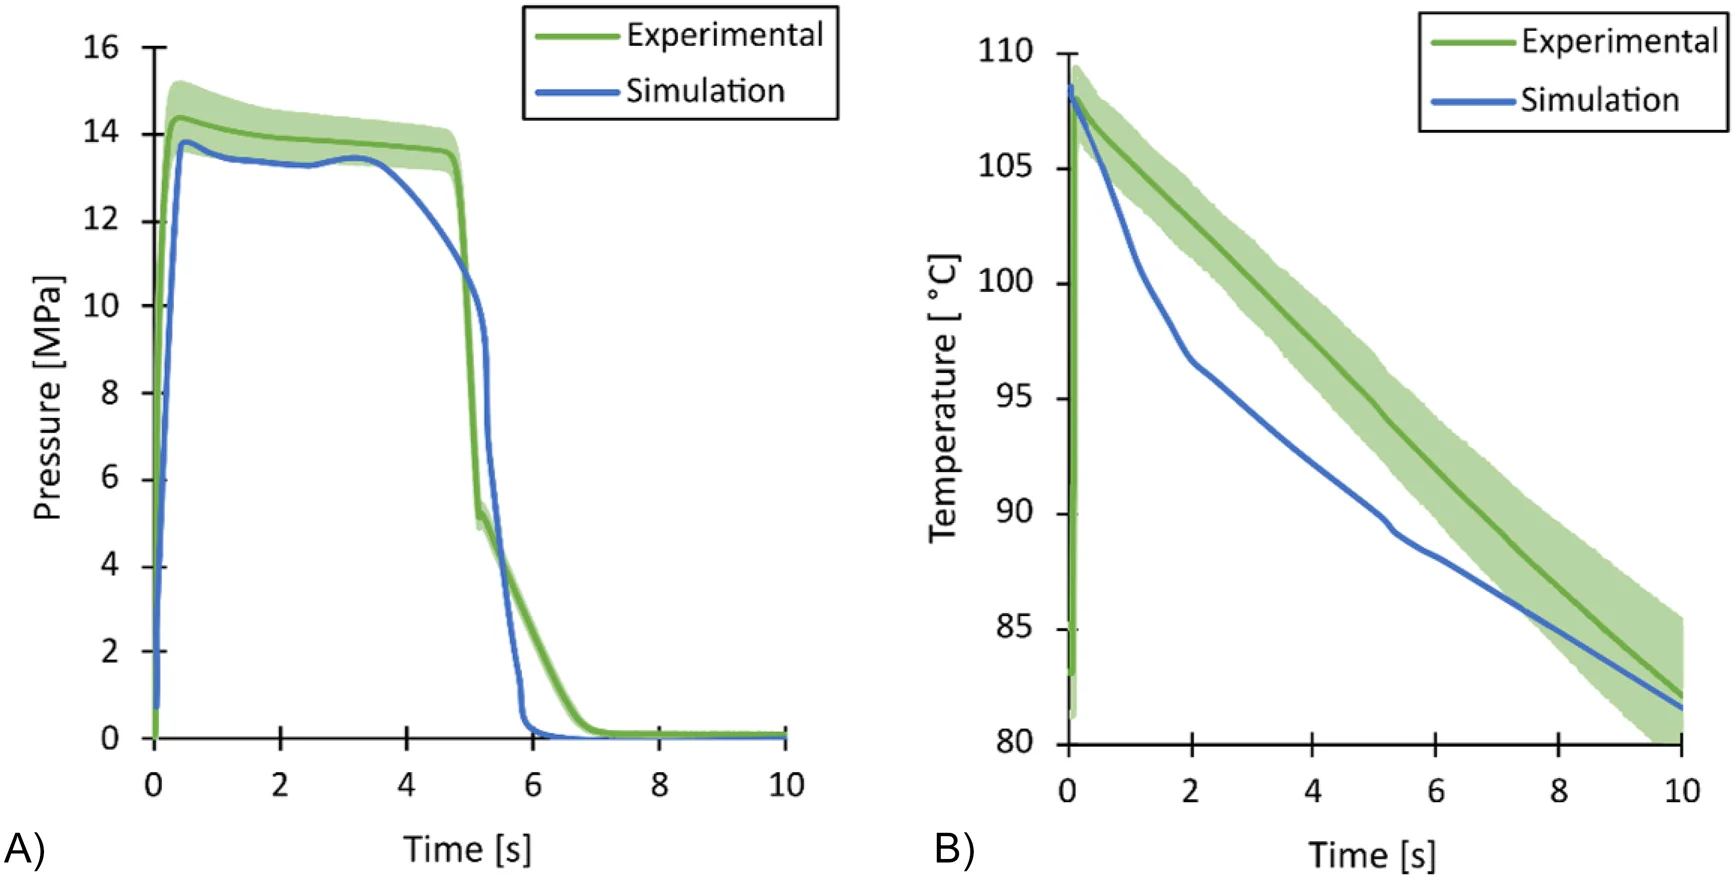 Experimental
Simulation
16
14
12
10
8
6
4
2
0
Pressure [MPa]
0 2 4 6 8 10
Time [s]
A)
Experimental
Simulation
110
105
100
95
90
85
80
Temperature [ °C]
0 2 4 6 8 10
Time [s]
B)